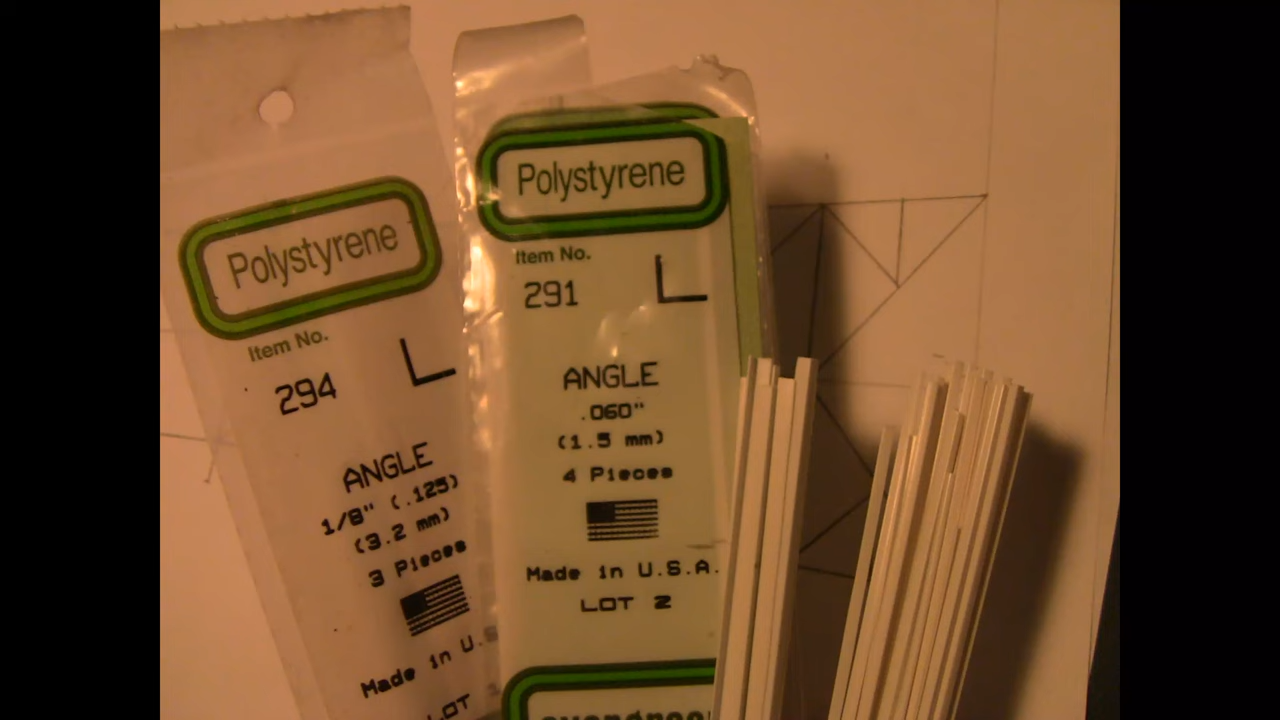 Polystyrene
Item No.
294
L
ANGLE
1/8" (.125)
(3.2 mm)
3 Pieces
Made in U.S
LOT
Polystyrene
Item No.
291
L
ANGLE
.060"
(1.5 mm)
4 Pieces
Made in U.S.A.
LOT 2